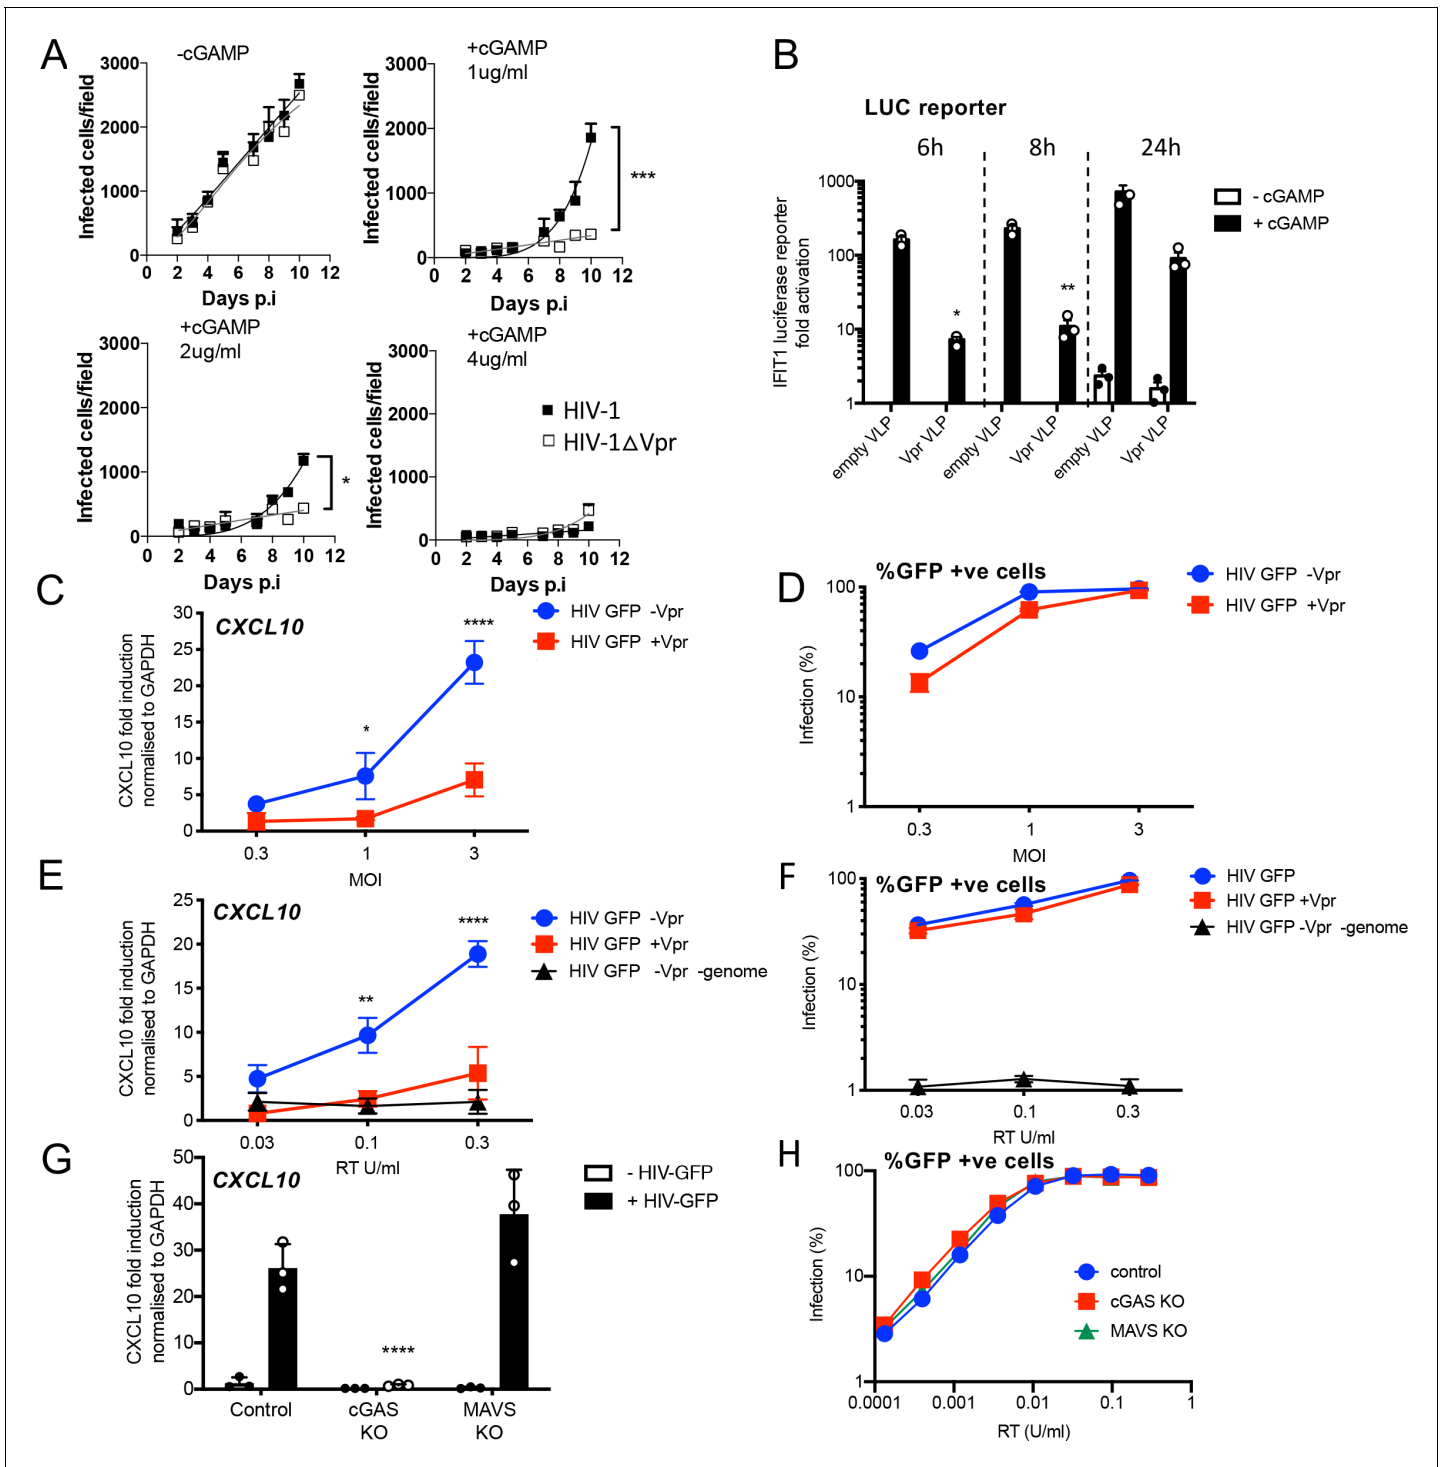 A
-cGAMP
Infected cells/field
3000
2000
1000
0
0 2 4 6 8 10 12
Days p.i
+cGAMP
1ug/ml
Infected cells/field
3000
2000
1000
0
***
0 2 4 6 8 10 12
Days p.i
+cGAMP
2ug/ml
Infected cells/field
3000
2000
1000
0
*
0 2 4 6 8 10 12
Days p.i
+cGAMP
4ug/ml
Infected cells/field
3000
2000
1000
0
HIV-1
HIV-1△Vpr
0 2 4 6 8 10 12
Days p.i
B
LUC reporter
6h 8h 24h
IFIT1 luciferase reporter
fold activation
1000
100
10
1
*
**
- cGAMP
+ cGAMP
empty VLP
Vpr VLP
empty VLP
Vpr VLP
empty VLP
Vpr VLP
C
CXCL10
CXCL10 fold induction
normalised to GAPDH
30
25
20
15
10
5
0
*
****
HIV GFP -Vpr
HIV GFP +Vpr
0.3 1 3
MOI
D
%GFP +ve cells
Infection (%)
100
10
1
HIV GFP -Vpr
HIV GFP +Vpr
0.3 1 3
MOI
E
CXCL10
CXCL10 fold induction
normalised to GAPDH
25
20
15
10
5
0
**
****
HIV GFP -Vpr
HIV GFP +Vpr
HIV GFP -Vpr -genome
0.03 0.1 0.3
RT U/ml
F
%GFP +ve cells
Infection (%)
100
10
1
HIV GFP
HIV GFP +Vpr
HIV GFP -Vpr -genome
0.03 0.1 0.3
RT U/ml
G
CXCL10
CXCL10 fold induction
normalised to GAPDH
50
40
30
20
10
0
****
- HIV-GFP
+ HIV-GFP
Control
cGAS
KO
MAVS
KO
H
%GFP +ve cells
Infection (%)
100
10
1
control
cGAS KO
MAVS KO
0.0001 0.001 0.01 0.1 1
RT (U/ml)